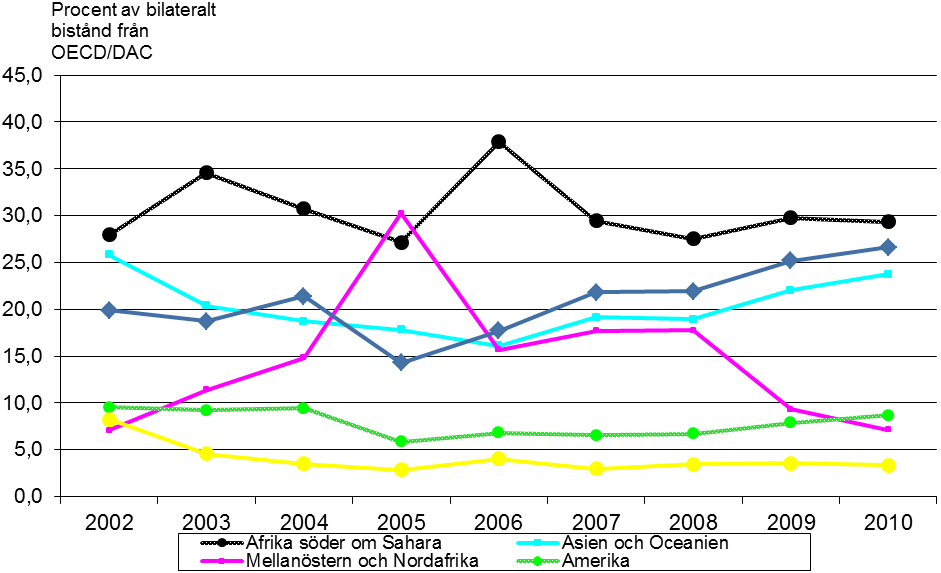 Procent av bilateralt
bistånd från
OECD/DAC
45,0
40,0
35,0
30,0
25,0
20,0
15,0
10,0
5,0
0,0
2002 2003 2004 2005 2006 2007 2008 2009 2010
Afrika söder om Sahara Asien och Oceanien
Mellanöstern och Nordafrika Amerika